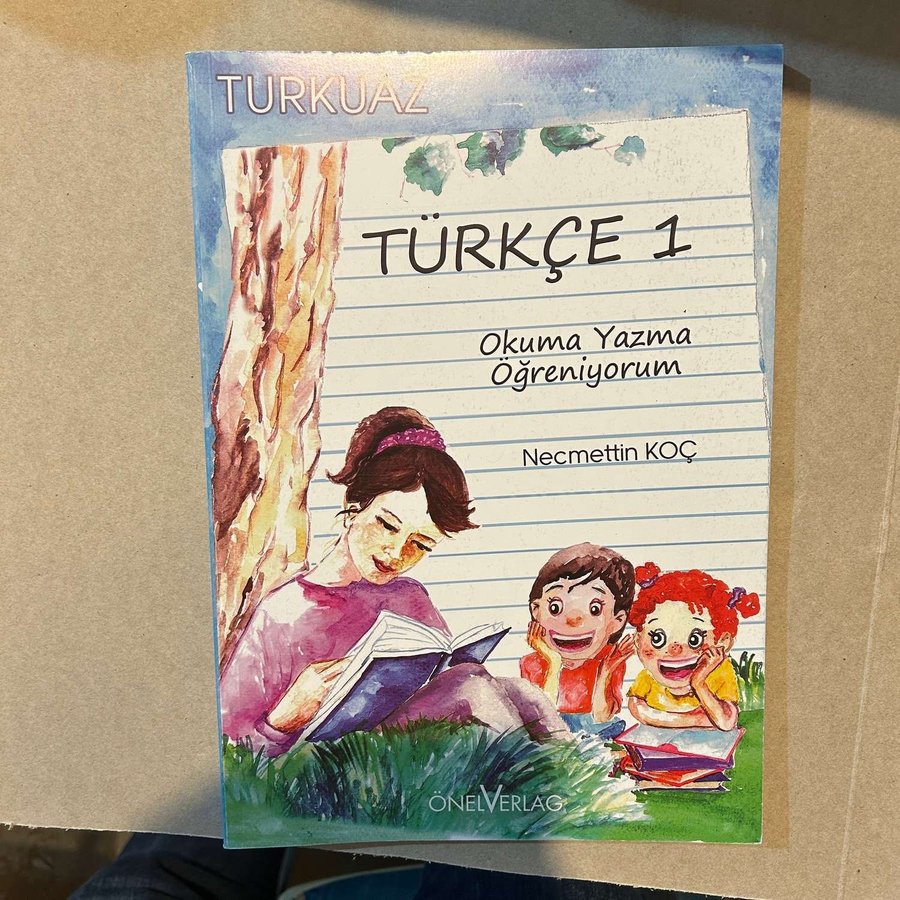 TURKUAZ
TÜRKÇE 1
Okuma Yazma
Öğreniyorum
Necmettin KOÇ
ÖNELVERLAG